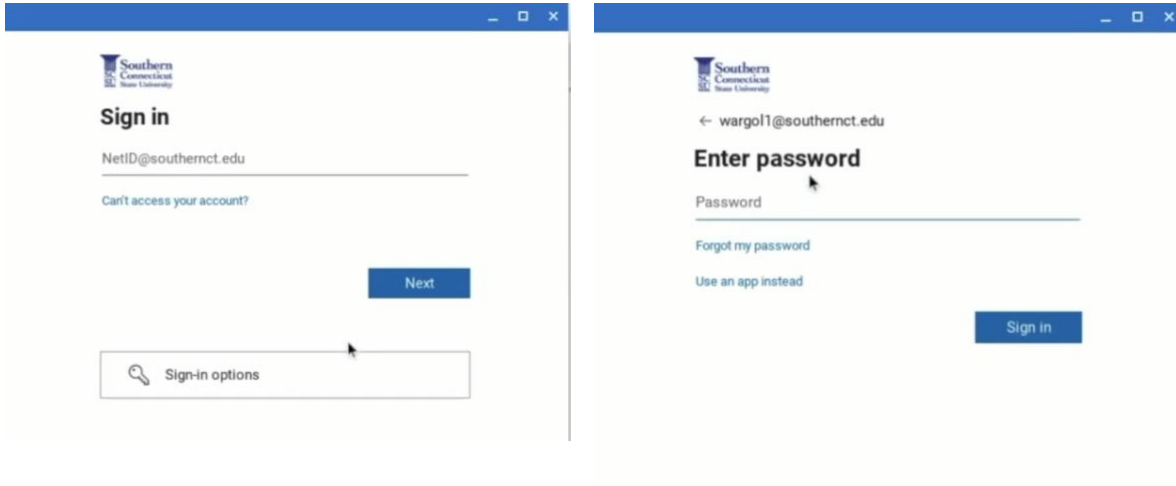 Southern
Connecticut
State University
Sign in
NetID@southernct.edu
Can't access your account?
Next
Sign-in options
Southern
Connecticut
State University
← wargol1@southernct.edu
Enter password
Password
Forgot my password
Use an app instead
Sign in